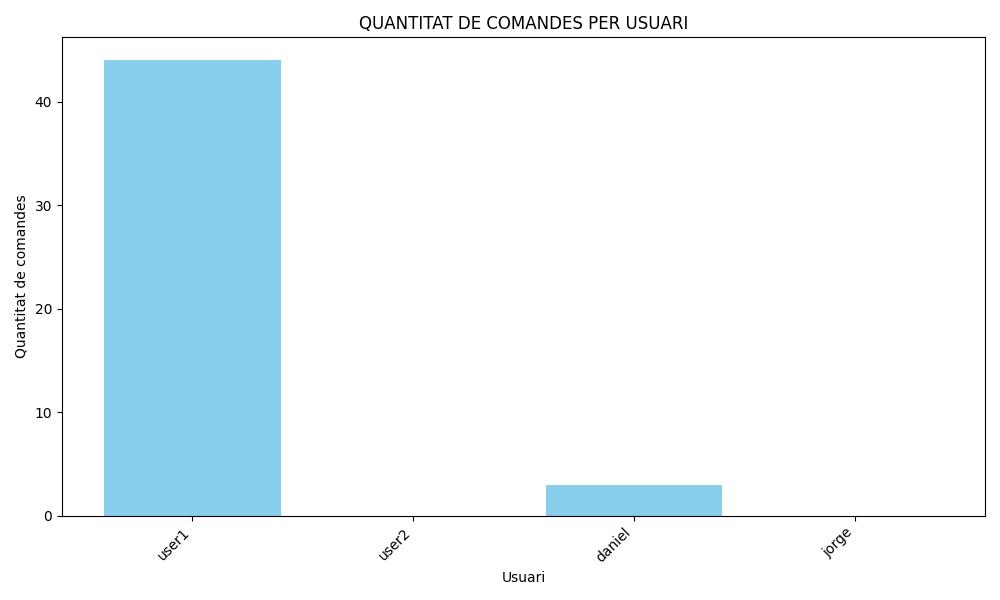 QUANTITAT DE COMANDES PER USUARI
Quantitat de comandes
40
30
20
10
0
user1
user2
daniel
jorge
Usuari